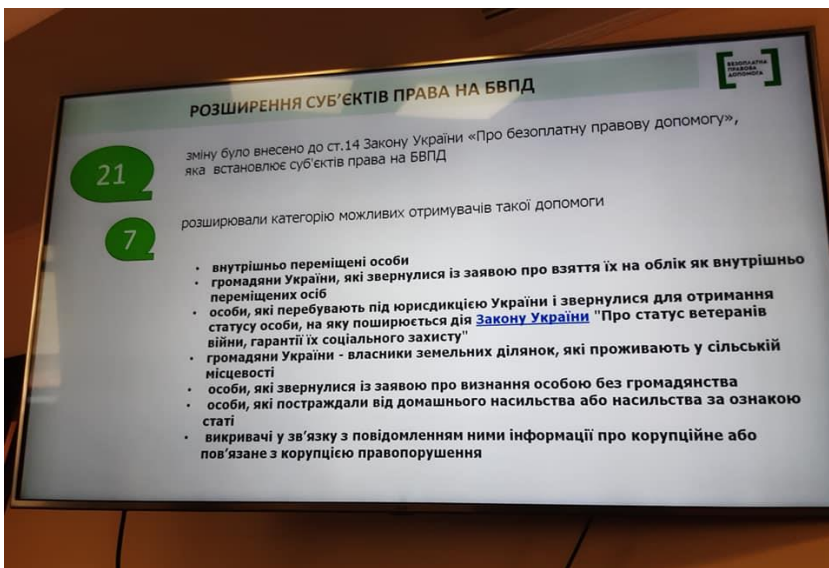 БЕЗОПЛАТНА
ПРАВОВА
ДОПОМОГА
РОЗШИРЕННЯ СУБ’ЄКТІВ ПРАВА НА БВПД
21
зміну було внесено до ст.14 Закону України «Про безоплатну правову допомогу»,
яка встановлює суб'єктів права на БВПД
7
розширювали категорію можливих отримувачів такої допомоги
• внутрішньо переміщені особи
• громадяни України, які звернулися із заявою про взяття їх на облік як внутрішньо
переміщених осіб
• особи, які перебувають під юрисдикцією України і звернулися для отримання
статусу особи, на яку поширюється дія Закону України "Про статус ветеранів
війни, гарантії їх соціального захисту"
• громадяни України - власники земельних ділянок, які проживають у сільській
місцевості
• особи, які звернулися із заявою про визнання особою без громадянства
• особи, які постраждали від домашнього насильства або насильства за ознакою
статі
• викривачі у зв’язку з повідомленням ними інформації про корупційне або
пов’язане з корупцією правопорушення